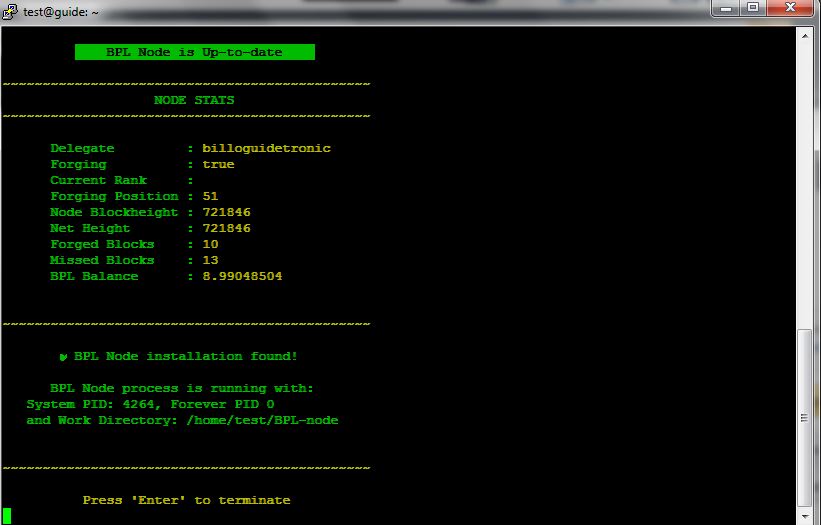 test@guide: ~
BPL Node is Up-to-date
~~~~~~~~~~~~~~~~~~~~~~~~~~~~~~~~~~~~~~~~~~~~~~
NODE STATS
~~~~~~~~~~~~~~~~~~~~~~~~~~~~~~~~~~~~~~~~~~~~~~
Delegate : billoguidetronic
Forging : true
Current Rank :
Forging Position : 51
Node Blockheight : 721846
Net Height : 721846
Forged Blocks : 10
Missed Blocks : 13
BPL Balance : 8.99048504
~~~~~~~~~~~~~~~~~~~~~~~~~~~~~~~~~~~~~~~~~~~~~~
✔ BPL Node installation found!
BPL Node process is running with:
System PID: 4264, Forever PID 0
and Work Directory: /home/test/BPL-node
~~~~~~~~~~~~~~~~~~~~~~~~~~~~~~~~~~~~~~~~~~~~~~
Press 'Enter' to terminate